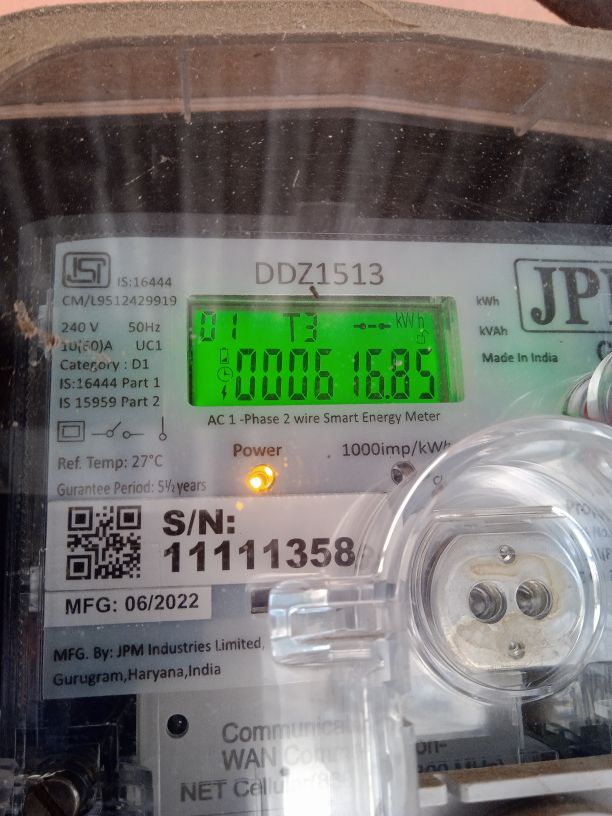 ISI
IS:16444
CM/L9512429919
DDZ1513
240 V 50Hz
10(60)A UC1
Category : D1
IS:16444 Part 1
IS 15959 Part 2
01 T3 kWh
00061685
kWh
kVAh
JP
Made in India
AC 1 -Phase 2 wire Smart Energy Meter
Power
1000imp/kWh
Ref. Temp: 27°C
Gurantee Period: 5½ years
S/N:
11111358
MFG: 06/2022
MFG. By: JPM Industries Limited,
Gurugram,Haryana,India
WAN
NET Cellular